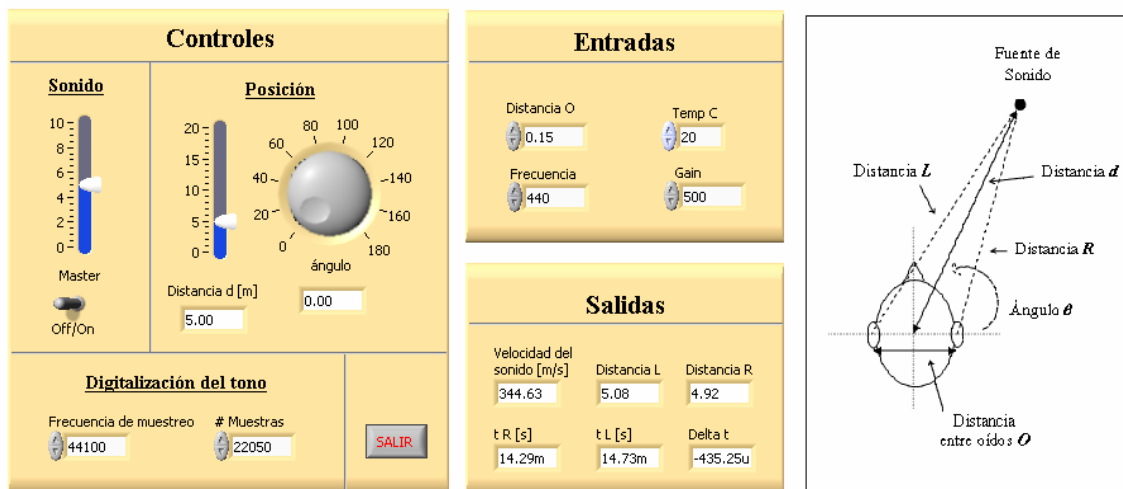 Controles
Sonido
10
8
6
4
2
0
Master
Off/On
Posición
20
15
10
5
0
Distancia d [m]
5.00
0
20
40
60
80
100
120
140
160
180
ángulo
0.00
Digitalización del tono
Frecuencia de muestreo
44100
# Muestras
22050
SALIR
Entradas
Distancia O
0.15
Temp C
20
Frecuencia
440
Gain
500
Salidas
Velocidad del
sonido [m/s]
344.63
Distancia L
5.08
Distancia R
4.92
t R [s]
14.29m
t L [s]
14.73m
Delta t
-435.25u
Fuente de
Sonido
Distancia L
Distancia d
Distancia R
Ángulo θ
Distancia
entre oídos O